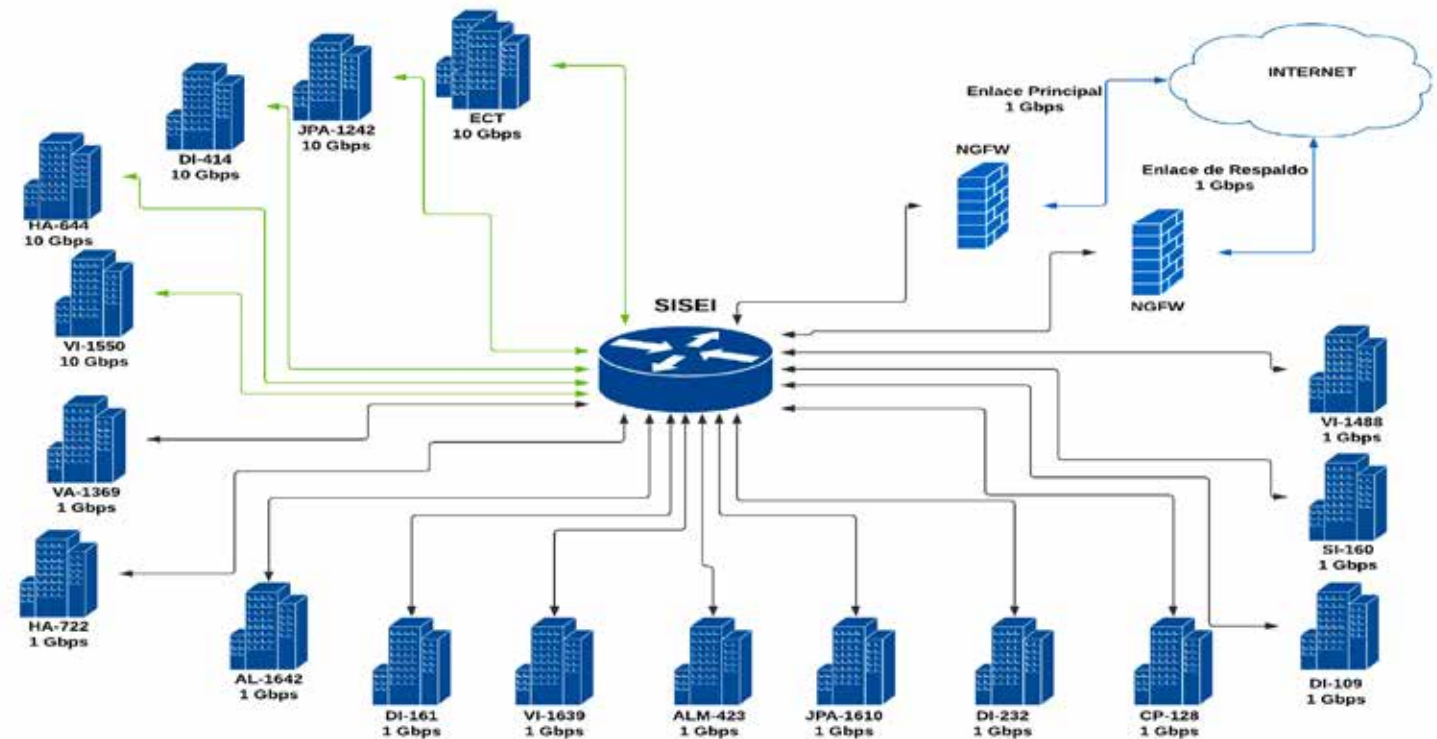 ECT
10 Gbps
JPA-1242
10 Gbps
DI-414
10 Gbps
HA-644
10 Gbps
VI-1550
10 Gbps
VA-1369
1 Gbps
HA-722
1 Gbps
AL-1642
1 Gbps
DI-161
1 Gbps
VI-1639
1 Gbps
ALM-423
1 Gbps
JPA-1610
1 Gbps
DI-232
1 Gbps
CP-128
1 Gbps
DI-109
1 Gbps
SI-160
1 Gbps
VI-1488
1 Gbps
SISEI
NGFW
NGFW
Enlace Principal
1 Gbps
Enlace de Respaldo
1 Gbps
INTERNET